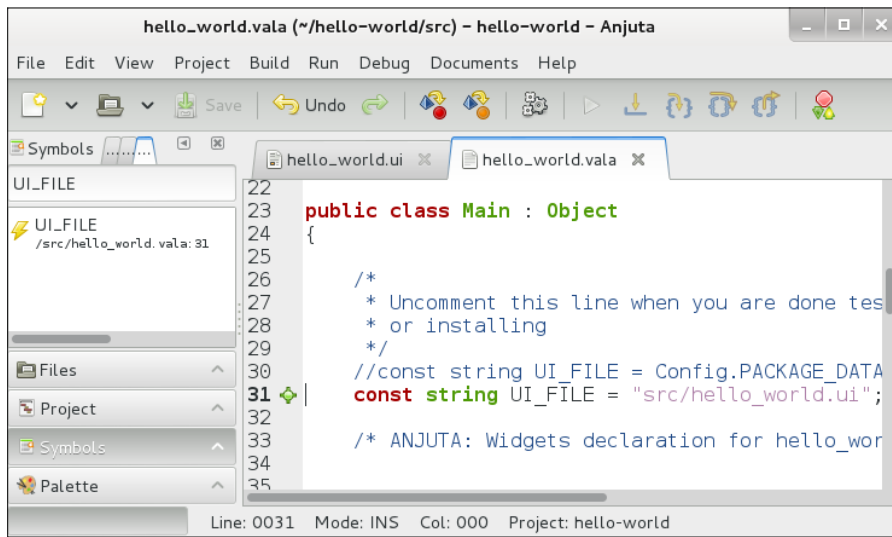 hello_world.vala (~/hello-world/src) – hello-world – Anjuta
File Edit View Project Build Run Debug Documents Help
Save Undo
Symbols ...... ...
hello_world.ui
hello_world.vala
UI_FILE
UI_FILE
/src/hello_world.vala:31
Files
Project
Symbols
Palette
22
23 public class Main : Object
24 {
25
26 /*
27 * Uncomment this line when you are done tes
28 * or installing
29 */
30 //const string UI_FILE = Config.PACKAGE_DATA
31 const string UI_FILE = "src/hello_world.ui";
32
33 /* ANJUTA: Widgets declaration for hello_wor
34
35
Line: 0031 Mode: INS Col: 000 Project: hello-world